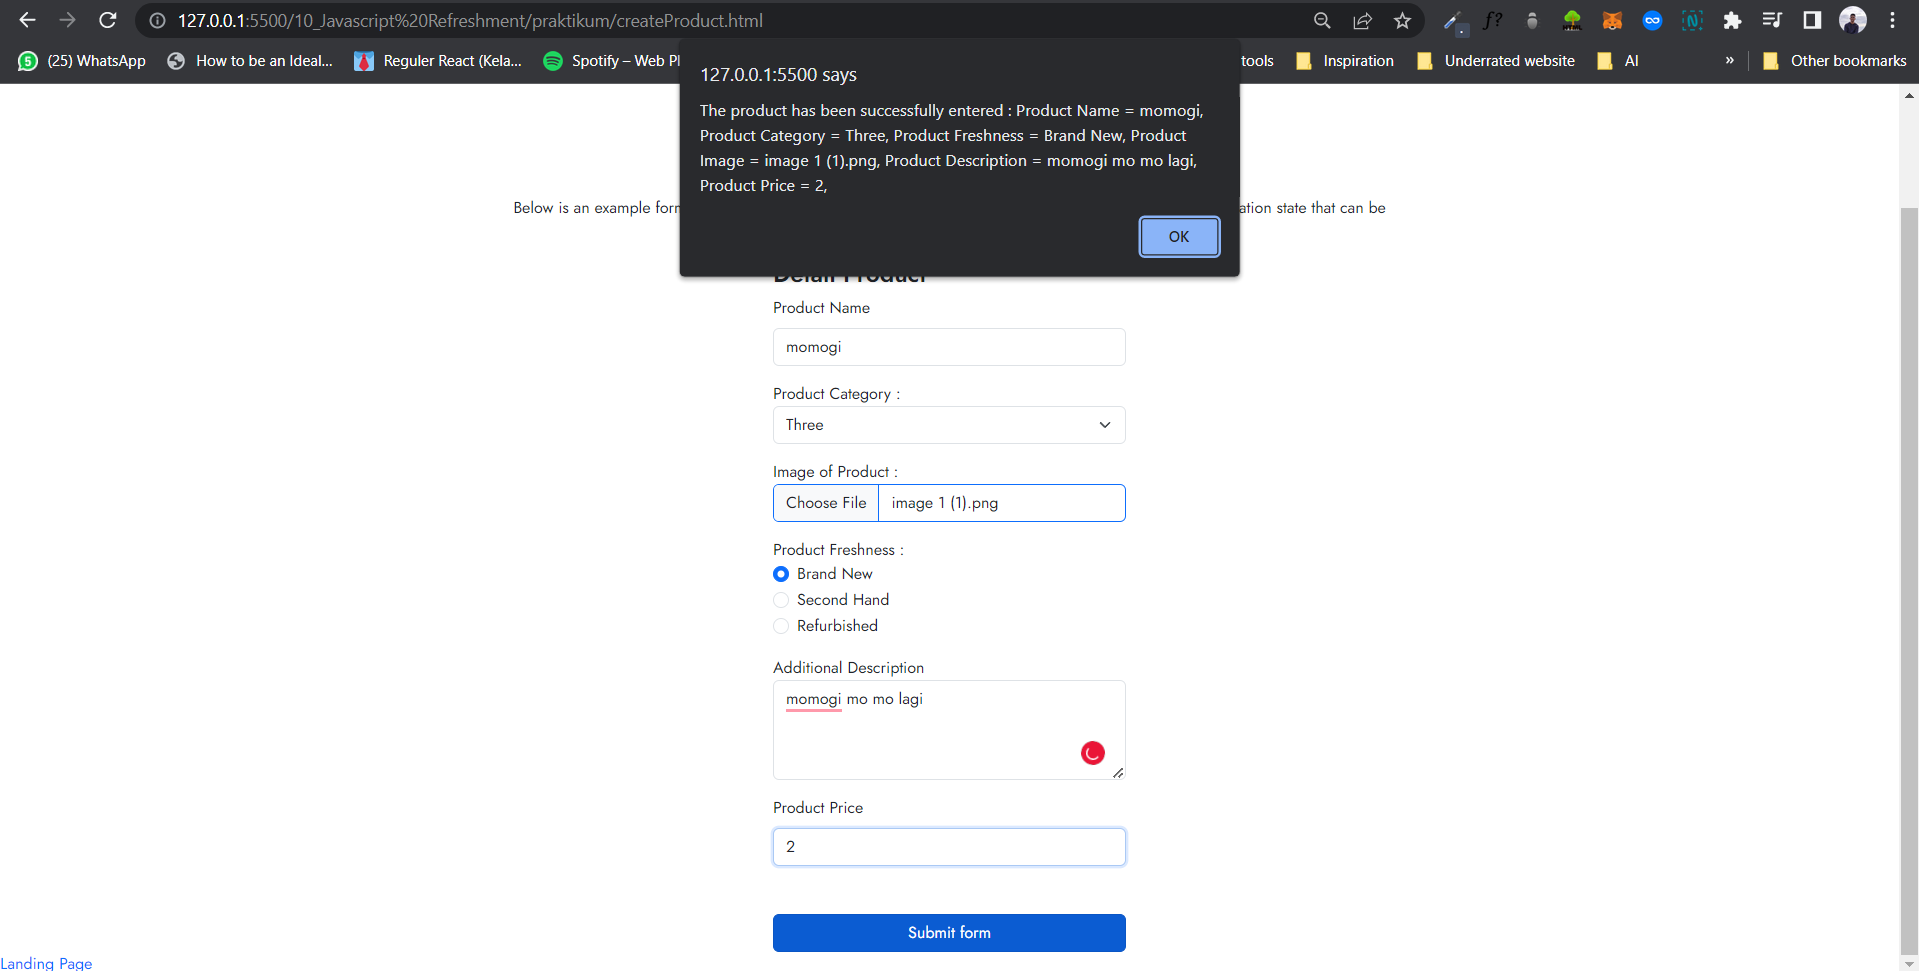 127.0.0.1:5500/10_Javascript%20Refreshment/praktikum/createProduct.html
(25) WhatsApp
How to be an Ideal...
Reguler React (Kela...
Spotify – Web Pl
tools
Inspiration
Underrated website
AI
»
Other bookmarks
127.0.0.1:5500 says
The product has been successfully entered : Product Name = momogi,
Product Category = Three, Product Freshness = Brand New, Product
Image = image 1 (1).png, Product Description = momogi mo mo lagi,
Product Price = 2,
OK
Below is an example form
ation state that can be
Detail Product
Product Name
momogi
Product Category :
Three
Image of Product :
Choose File
image 1 (1).png
Product Freshness :
Brand New
Second Hand
Refurbished
Additional Description
momogi mo mo lagi
Product Price
2
Submit form
Landing Page